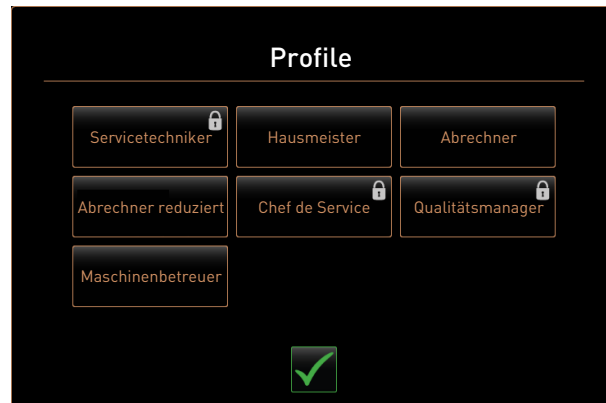 Profile
Servicetechniker
Hausmeister
Abrechner
Abrechner reduziert
Chef de Service
Qualitätsmanager
Maschinenbetreuer